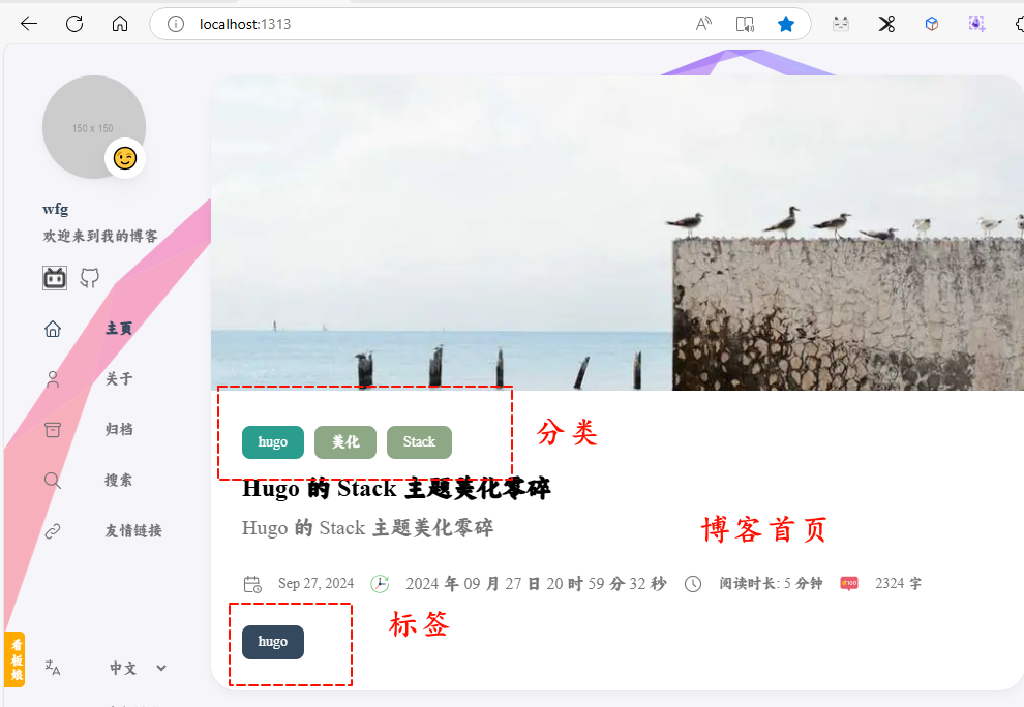 localhost:1313
150 x 150
wfg
欢迎来到我的博客
主页
关于
归档
搜索
友情链接
看板娘
中文
hugo 美化 Stack
分类
Hugo 的 Stack 主题美化零碎
Hugo 的 Stack 主题美化零碎
博客首页
Sep 27, 2024 2024 年 09 月 27 日 20 时 59 分 32 秒 阅读时长: 5 分钟 2324 字
标签
hugo